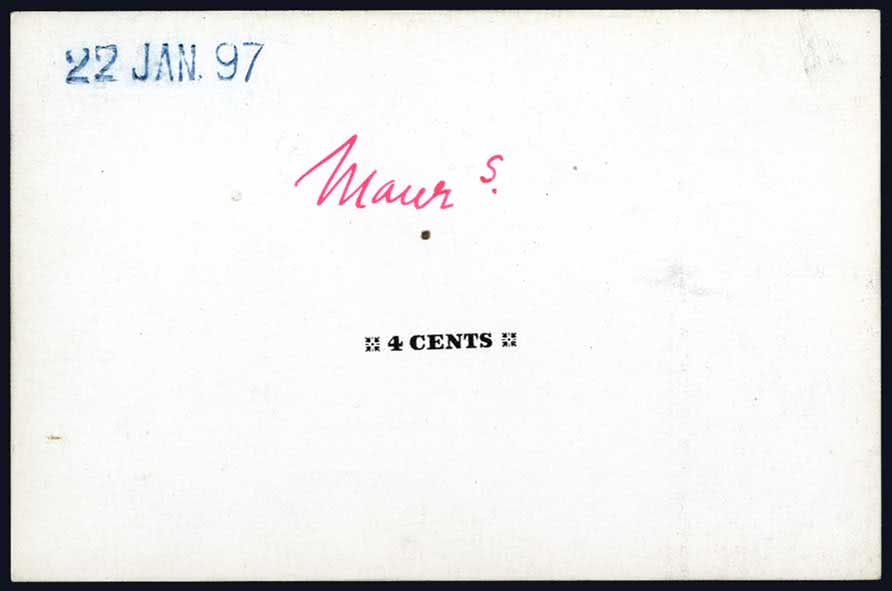 22 JAN. 97
Maur s.
※ 4 CENTS ※